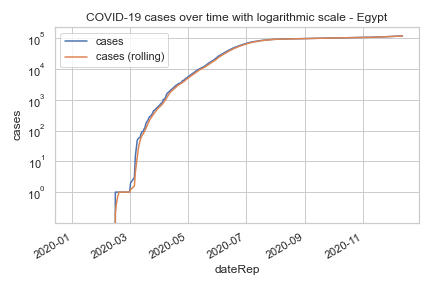 COVID-19 cases over time with logarithmic scale - Egypt
cases
cases (rolling)
10^5
10^4
10^3
10^2
10^1
10^0
cases
2020-01
2020-03
2020-05
2020-07
2020-09
2020-11
dateRep